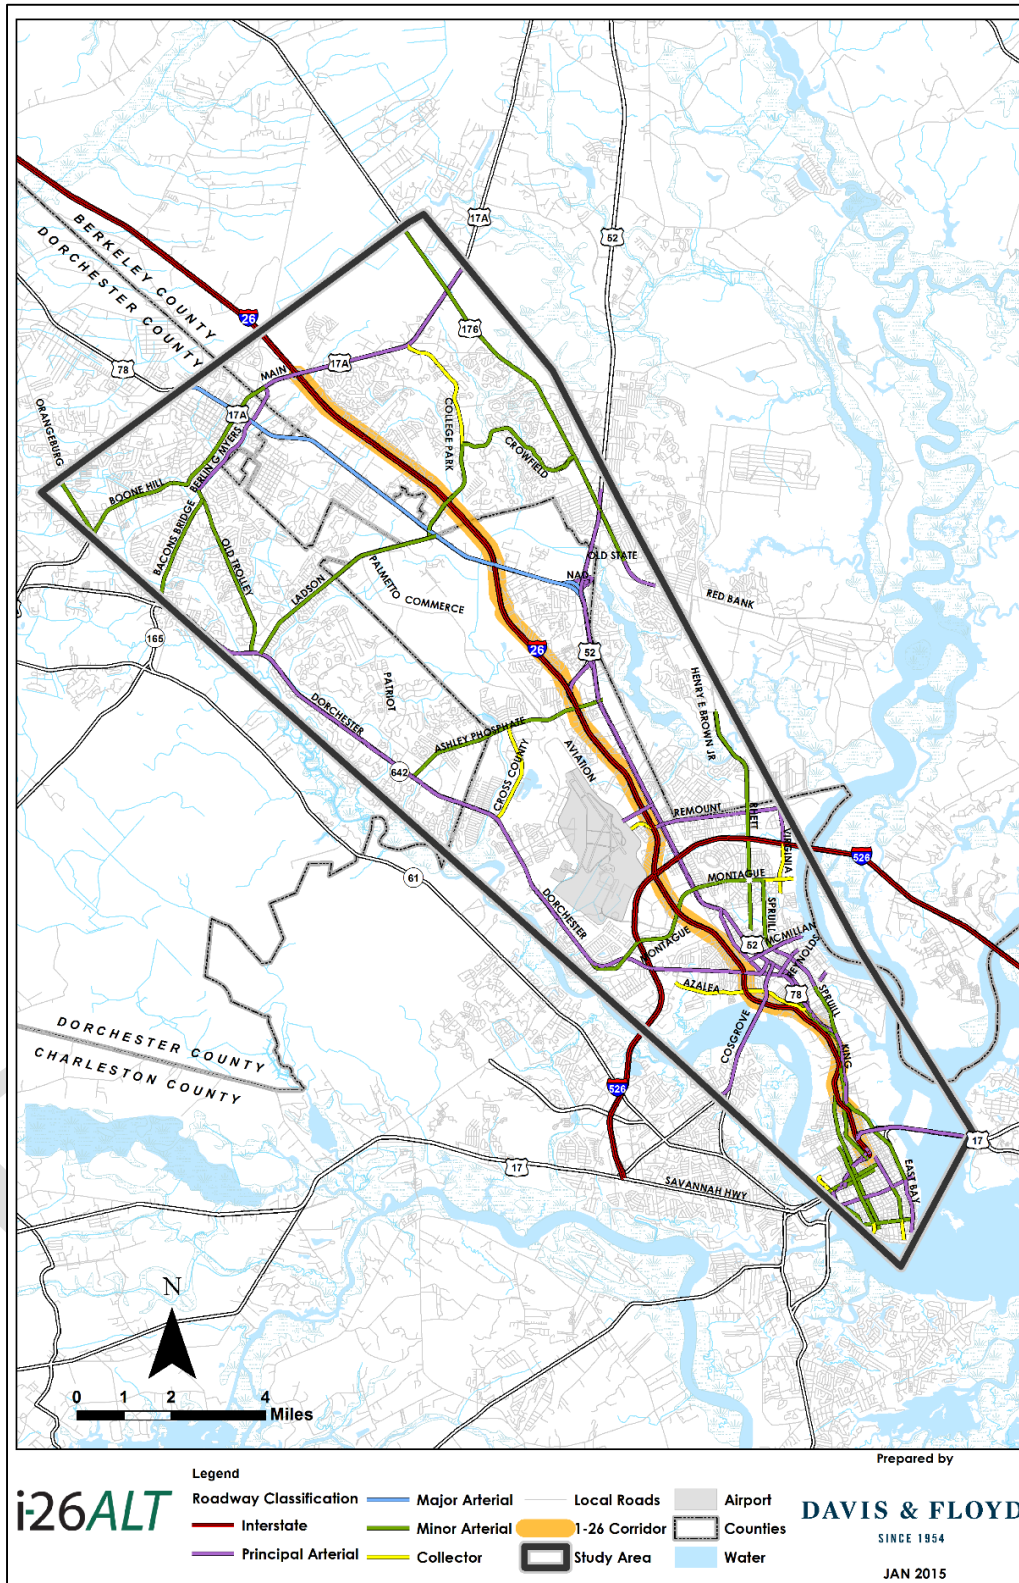 17A
52
BERKELEY COUNTY
DORCHESTER COUNTY
26
176
78
MAIN
17A
ORANGEBURG
17A
COLLEGE PARK
BERLIN G MYERS
CROWFIELD
BOONE HILL
BACONS BRIDGE
OLD TROLLEY
OLD STATE
NAD
PALMETTO
COMMERCE
LADSON
RED BANK
165
26
52
HENRY E BROWN JR
PATRIOT
DORCHESTER
ASHLEY PHOSPHATE
AVIATION
642
CROSS COUNTY
REMOUNT
RHETT
VIRGINIA
526
61
MONTAGUE
DORCHESTER
SPRUILL
MONTAGUE
52
MCMILLAN
REYNOLDS
AZALEA
78
SPRUILL
COSGROVE
KING
DORCHESTER COUNTY
CHARLESTON COUNTY
526
17
17
SAVANNAH HWY
EAST BAY
N
0 1 2 4
Miles
Prepared by
i-26ALT
Legend
Roadway Classification
Interstate
Principal Arterial
Major Arterial
Minor Arterial
Collector
Local Roads
1-26 Corridor
Study Area
Airport
Counties
Water
DAVIS & FLOYD
SINCE 1954
JAN 2015